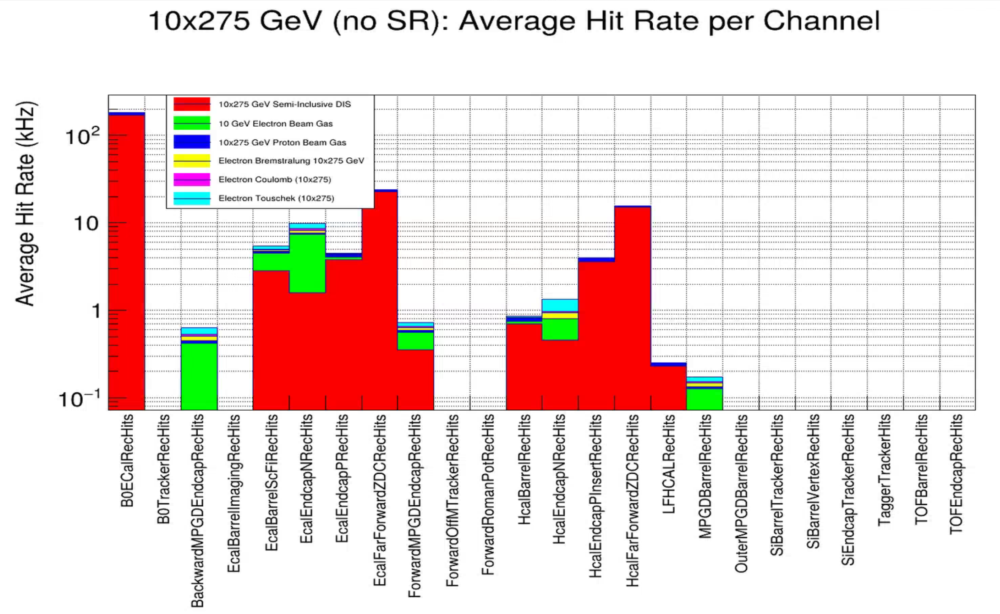 10x275 GeV (no SR): Average Hit Rate per Channel
Average Hit Rate (kHz)
10²
10
1
10⁻¹
10x275 GeV Semi-Inclusive DIS
10 GeV Electron Beam Gas
10x275 GeV Proton Beam Gas
Electron Bremstralung 10x275 GeV
Electron Coulomb (10x275)
Electron Touschek (10x275)
B0ECalRecHits
B0TrackerRecHits
BackwardMPGDEndcapRecHits
EcalBarrelImagingRecHits
EcalBarrelScFiRecHits
EcalEndcapNRecHits
EcalEndcapPRecHits
EcalFarForwardZDCRecHits
ForwardMPGDEndcapRecHits
ForwardOffMTrackerRecHits
ForwardRomanPotRecHits
HcalBarrelRecHits
HcalEndcapNRecHits
HcalEndcapPInsertRecHits
HcalFarForwardZDCRecHits
LFHCALRecHits
MPGDBarrelRecHits
OuterMPGDBarrelRecHits
SiBarrelTrackerRecHits
SiBarrelVertexRecHits
SiEndcapTrackerRecHits
TaggerTrackerHits
TOFBarrelRecHits
TOFEndcapRecHits